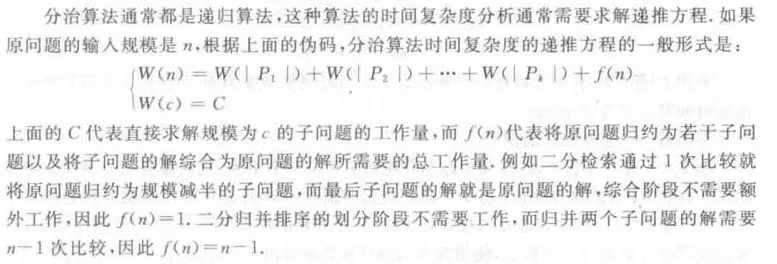 分治算法通常都是递归算法,这种算法的时间复杂度分析通常需要求解递推方程.如果
原问题的输入规模是 n,根据上面的伪码,分治算法时间复杂度的递推方程的一般形式是:
W(n) = W(|P₁|)+W(|P₂|)+⋯+W(|Pₖ|)+f(n)
W(c) = C
上面的 C 代表直接求解规模为 c 的子问题的工作量,而 f(n)代表将原问题归约为若干子问
题以及将子问题的解综合为原问题的解所需要的总工作量.例如二分检索通过 1 次比较就
将原问题归约为规模减半的子问题,而最后子问题的解就是原问题的解,综合阶段不需要额
外工作,因此 f(n)=1.二分归并排序的划分阶段不需要工作,而归并两个子问题的解需要
n-1 次比较,因此 f(n)=n-1.